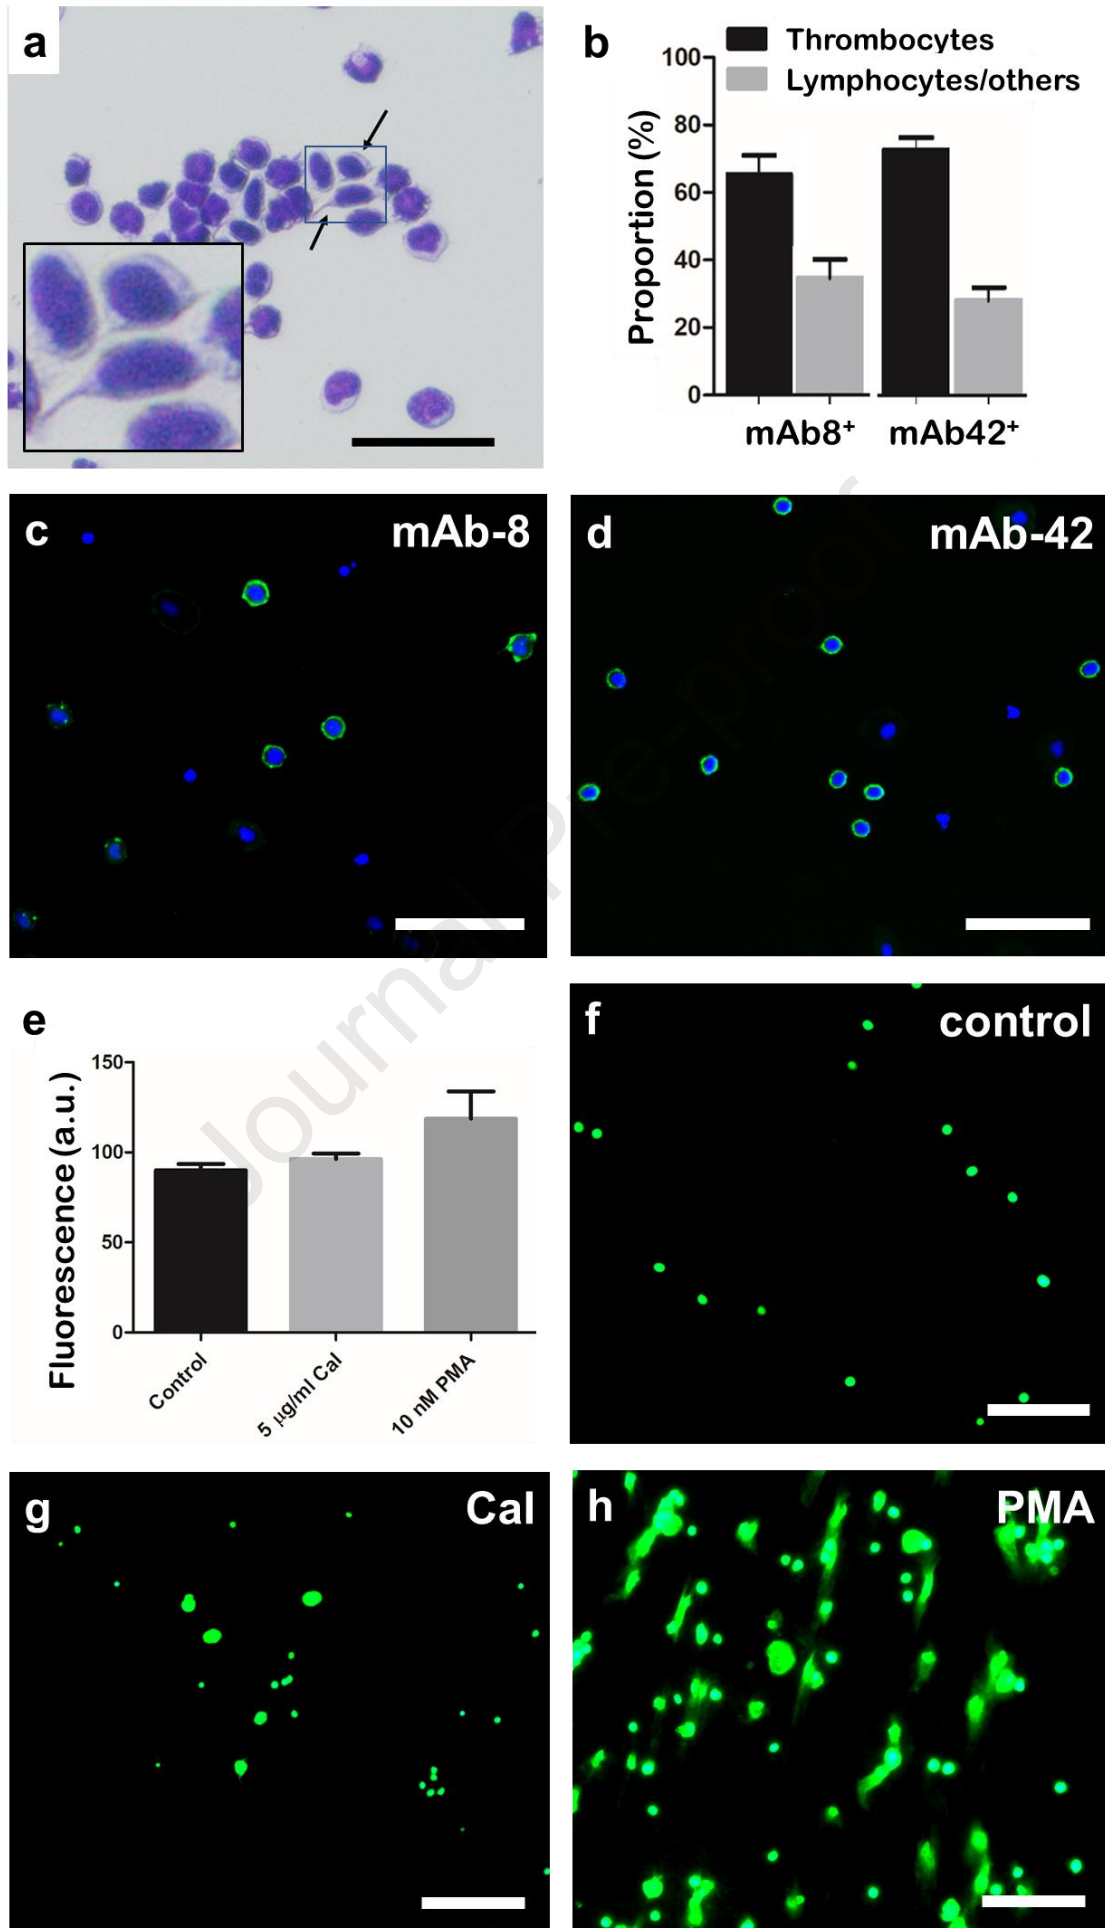 a
b
Thrombocytes
Lymphocytes/others
Proportion (%)
100
80
60
40
20
0
mAb8⁺
mAb42⁺
c
mAb-8
d
mAb-42
e
Fluorescence (a.u.)
150
100
50
0
Control
5 μg/ml Cal
10 nM PMA
f
control
g
Cal
h
PMA
Journal Pre-proof